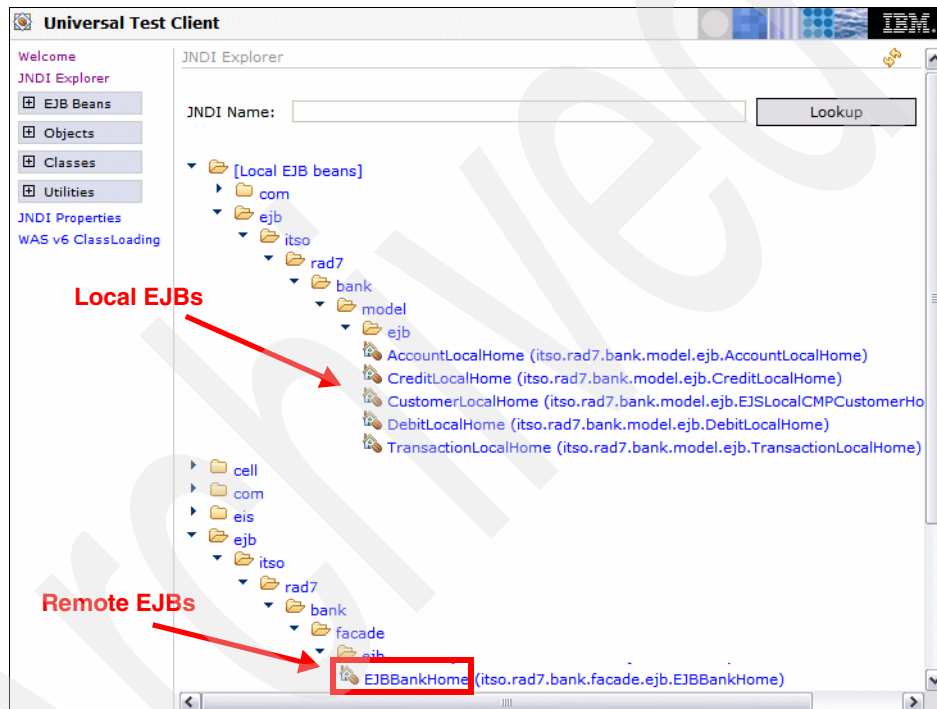 Universal Test Client
IBM.
Welcome
JNDI Explorer
EJB Beans
Objects
Classes
Utilities
JNDI Properties
WAS v6 ClassLoading
JNDI Explorer
JNDI Name:
Lookup
[Local EJB beans]
com
ejb
itso
rad7
bank
model
ejb
Local EJBs
AccountLocalHome (itso.rad7.bank.model.ejb.AccountLocalHome)
CreditLocalHome (itso.rad7.bank.model.ejb.CreditLocalHome)
CustomerLocalHome (itso.rad7.bank.model.ejb.EJSLocalCMPCustomerHo
DebitLocalHome (itso.rad7.bank.model.ejb.DebitLocalHome)
TransactionLocalHome (itso.rad7.bank.model.ejb.TransactionLocalHome)
cell
com
eis
ejb
itso
rad7
bank
facade
ejb
Remote EJBs
EJBBankHome (itso.rad7.bank.facade.ejb.EJBBankHome)